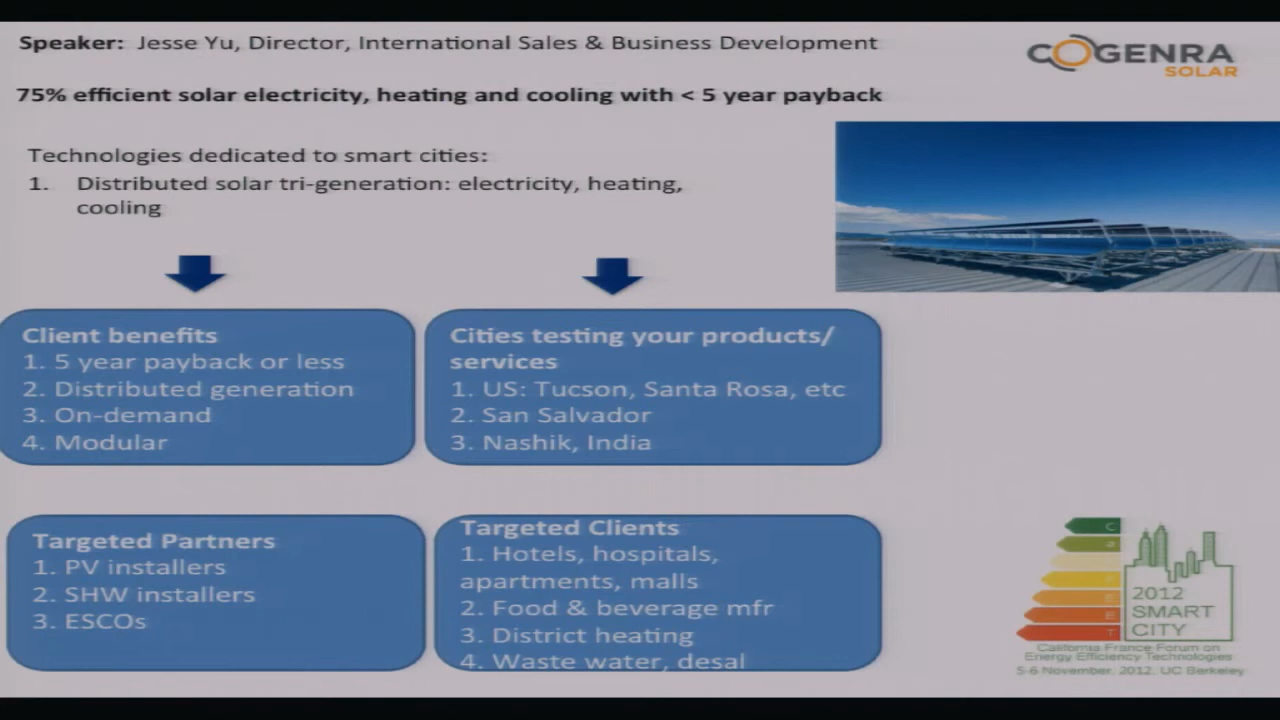 Speaker: Jesse Yu, Director, International Sales & Business Development
COGENRA
SOLAR
75% efficient solar electricity, heating and cooling with < 5 year payback
Technologies dedicated to smart cities:
1. Distributed solar tri-generation: electricity, heating,
cooling
Client benefits
1. 5 year payback or less
2. Distributed generation
3. On-demand
4. Modular
Cities testing your products/
services
1. US: Tucson, Santa Rosa, etc
2. San Salvador
3. Nashik, India
Targeted Partners
1. PV installers
2. SHW installers
3. ESCOs
Targeted Clients
1. Hotels, hospitals,
apartments, malls
2. Food & beverage mfr
3. District heating
4. Waste water, desal
2012
SMART
CITY
California France Forum on
Energy Efficiency Technologies
5-6 November, 2012, UC Berkeley